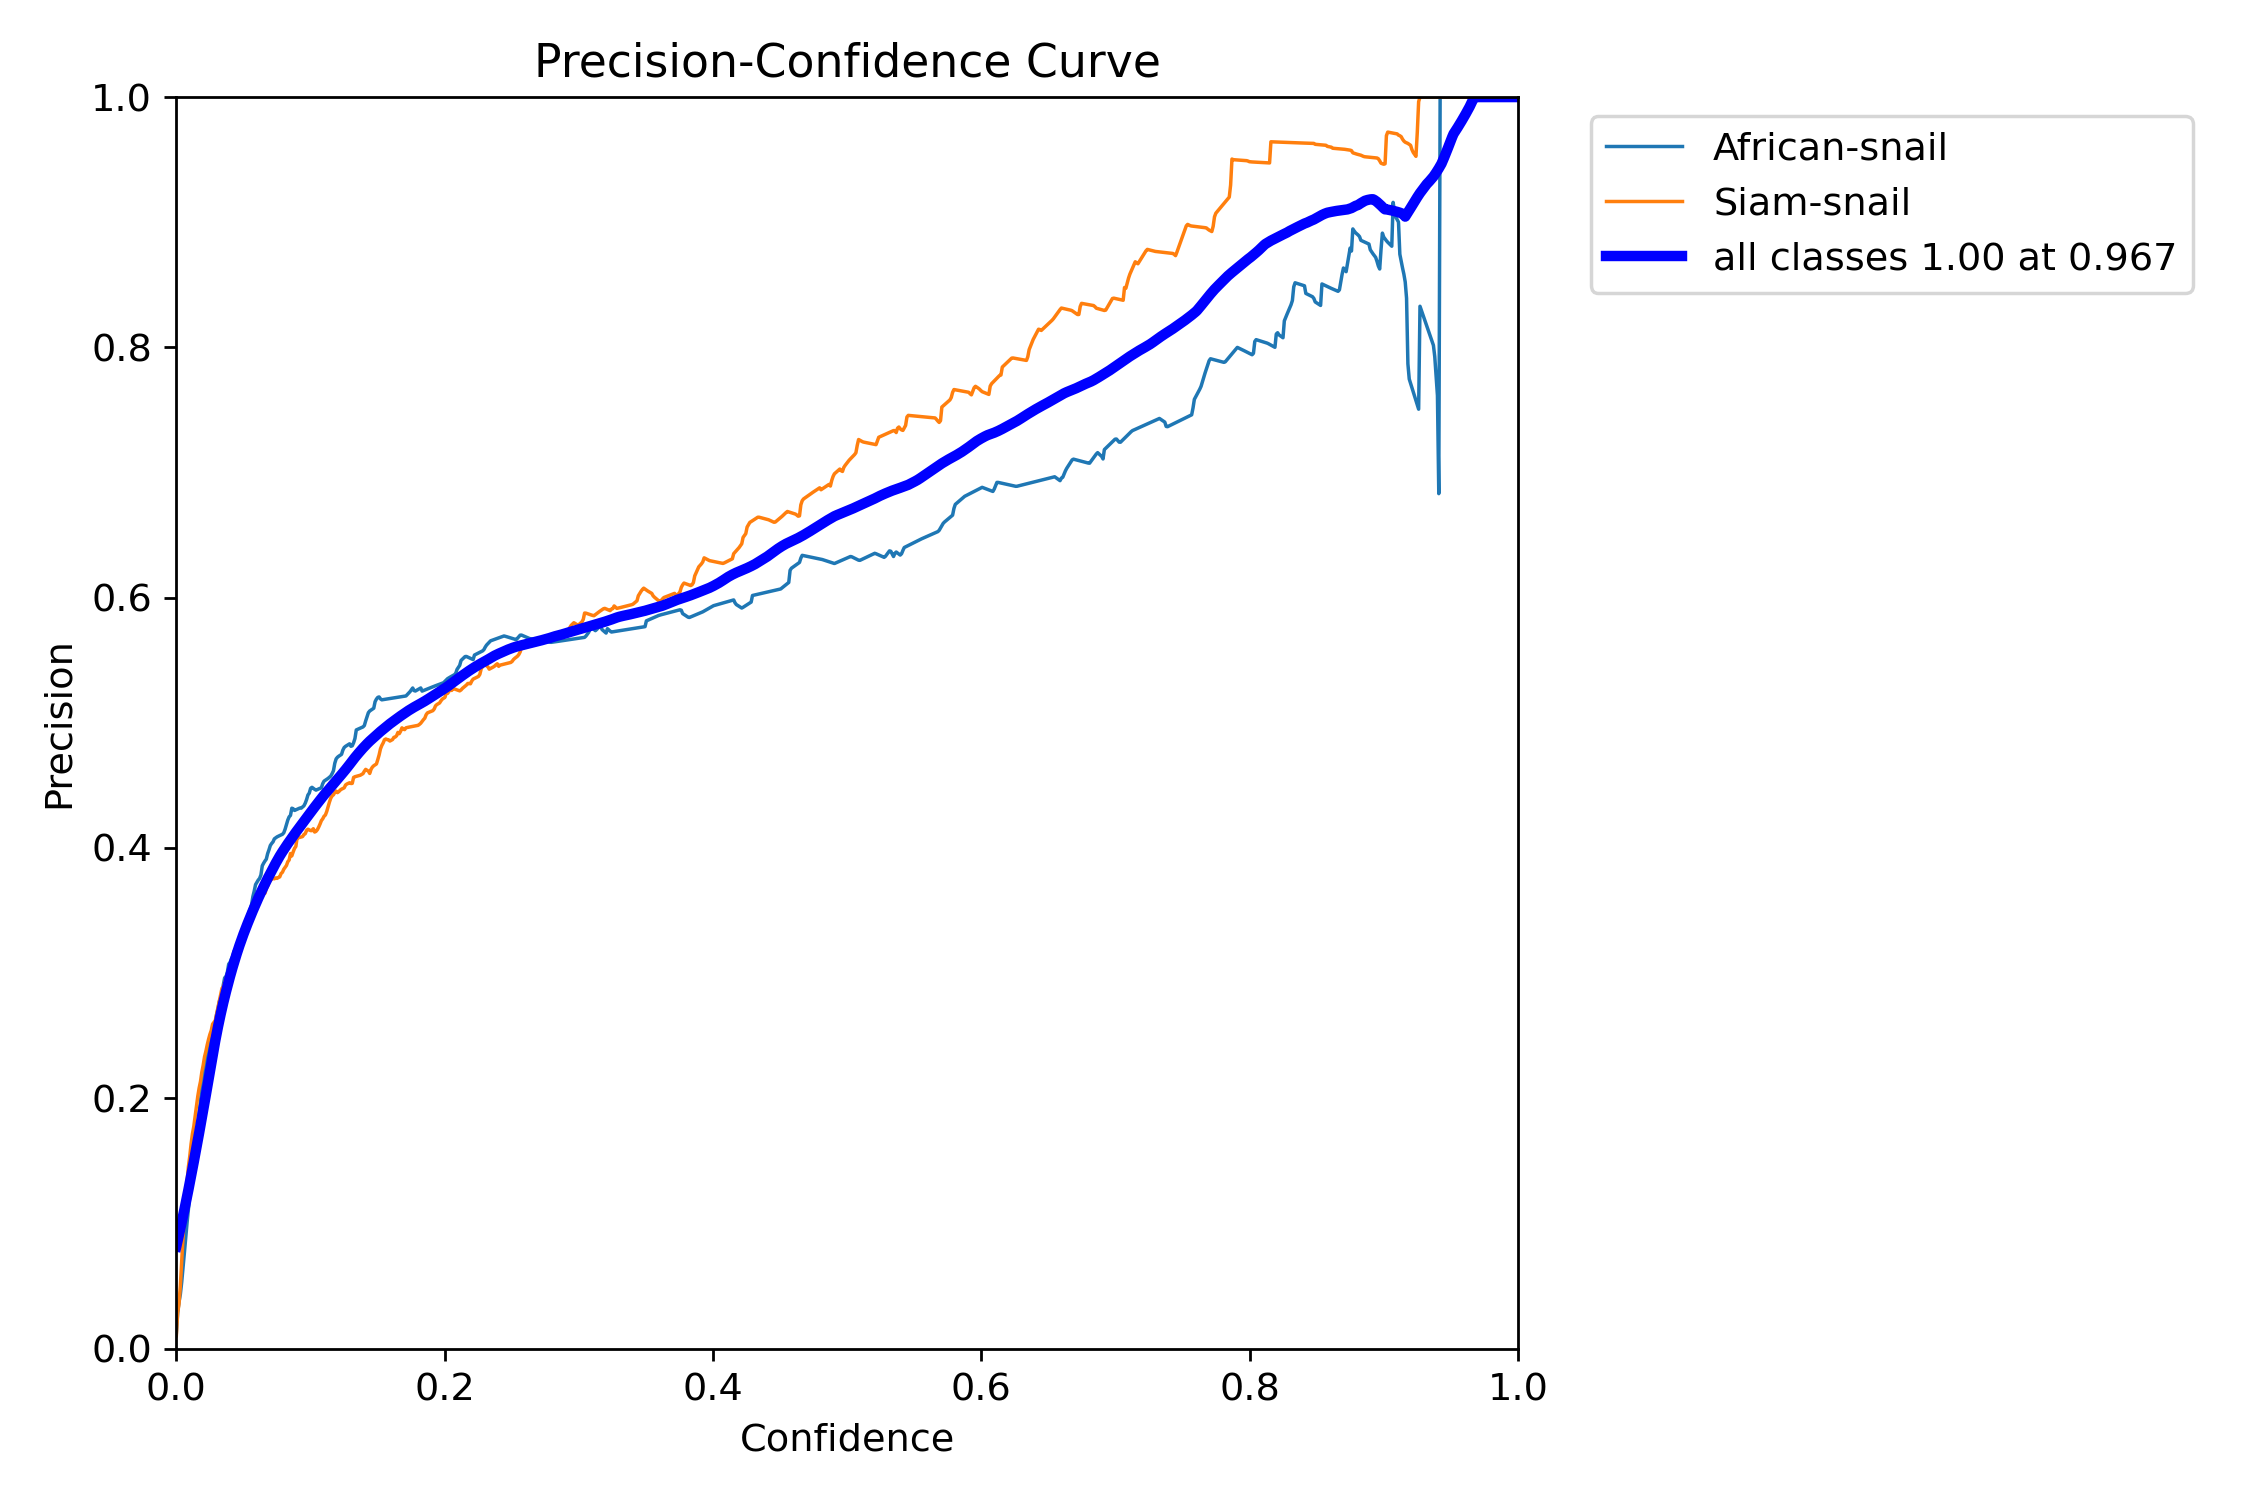 Precision-Confidence Curve
1.0
0.8
0.6
0.4
0.2
0.0
Precision
0.0 0.2 0.4 0.6 0.8 1.0
Confidence
African-snail
Siam-snail
all classes 1.00 at 0.967